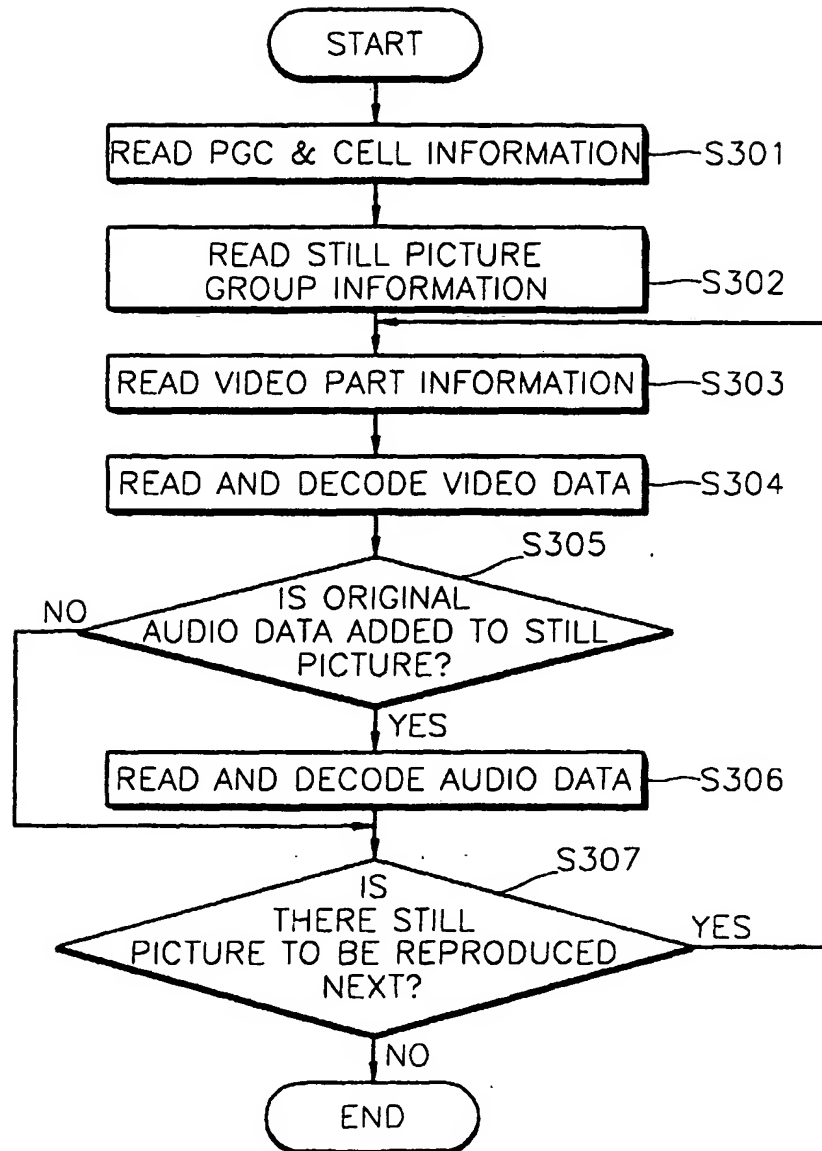 START
READ PGC & CELL INFORMATION
S301
READ STILL PICTURE
GROUP INFORMATION
S302
READ VIDEO PART INFORMATION
S303
READ AND DECODE VIDEO DATA
S304
S305
IS ORIGINAL
AUDIO DATA ADDED TO STILL
PICTURE?
NO
YES
READ AND DECODE AUDIO DATA
S306
S307
IS
THERE STILL
PICTURE TO BE REPRODUCED
NEXT?
YES
NO
END